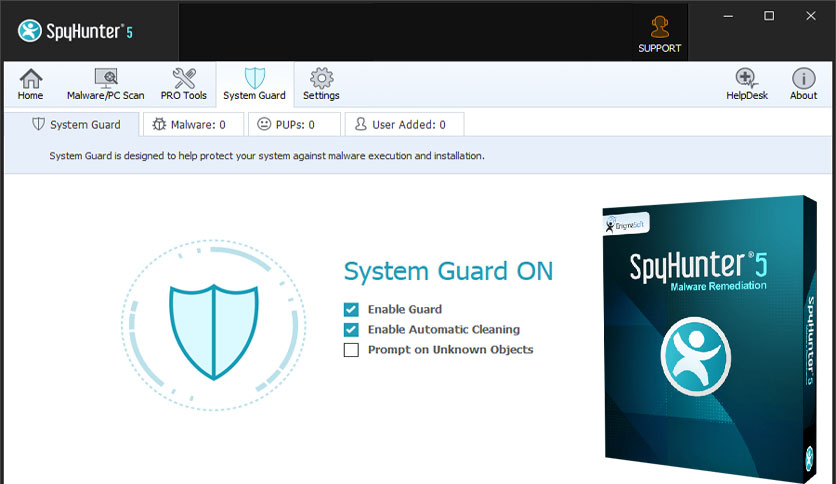 SpyHunter® 5
SUPPORT
Home
Malware/PC Scan
PRO Tools
System Guard
Settings
HelpDesk
About
System Guard
Malware: 0
PUPs: 0
User Added: 0
System Guard is designed to help protect your system against malware execution and installation.
System Guard ON
Enable Guard
Enable Automatic Cleaning
Prompt on Unknown Objects
EnigmaSoft
SpyHunter® 5
Malware Remediation
SpyHunter® 5